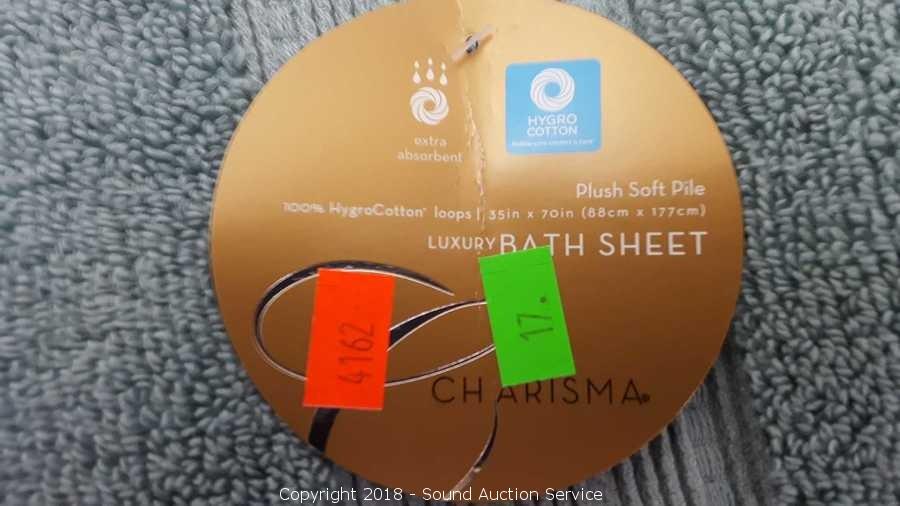 extra
absorbent
HYGRO
COTTON
Plush Soft Pile
100% HygroCotton™ loops | 35in x 70in (88cm x 177cm)
LUXURY BATH SHEET
4162
17.
CHARISMA®
Copyright 2018 - Sound Auction Service